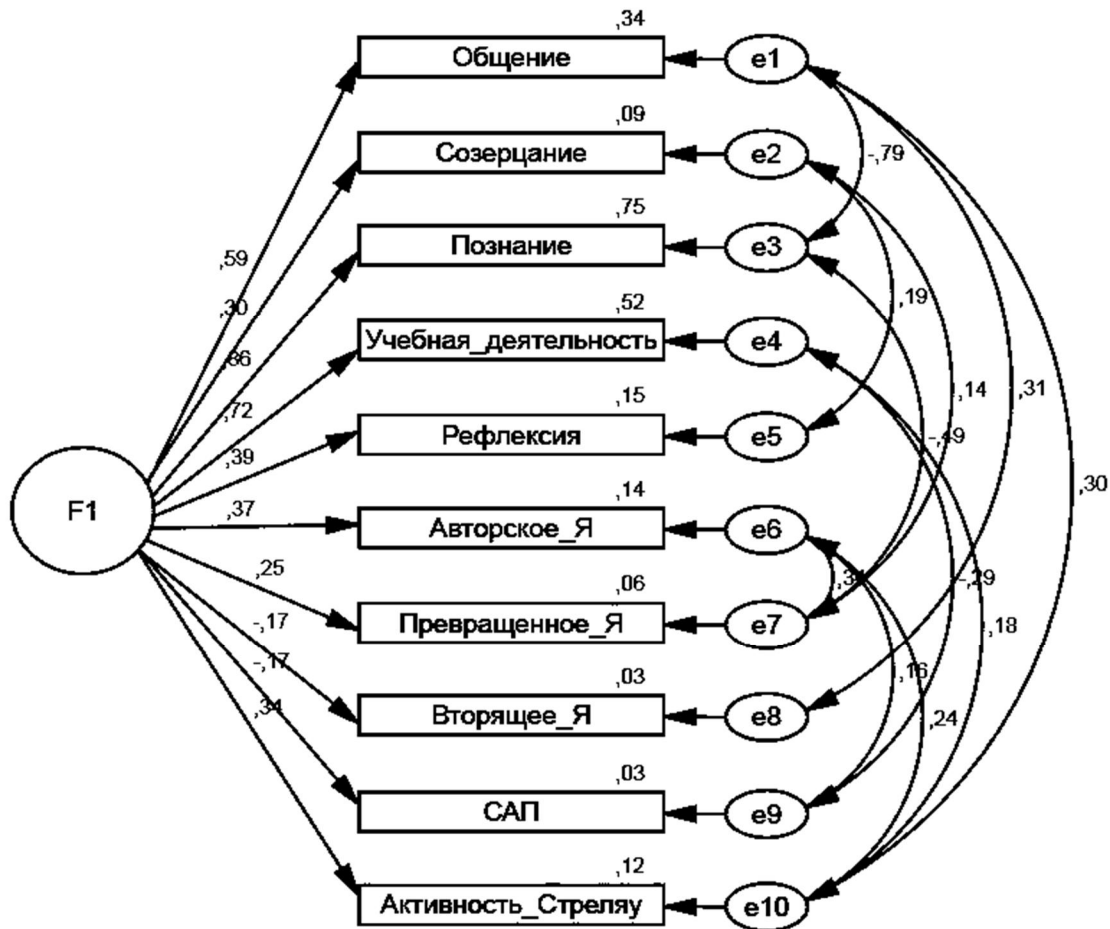 ,34
Общение
e1
,09
Созерцание
e2
-,79
,75
Познание
e3
,59
,30
,19
,52
Учебная_деятельность
e4
,86
,72
,14
,31
,15
Рефлексия
e5
-,49
,39
,30
F1
,37
,14
Авторское_Я
e6
,25
,06
,34
-,29
Превращенное_Я
e7
,18
-,17
-,17
,03
,16
Вторящее_Я
e8
,34
,24
,03
САП
e9
,12
Активность_Стреляу
e10